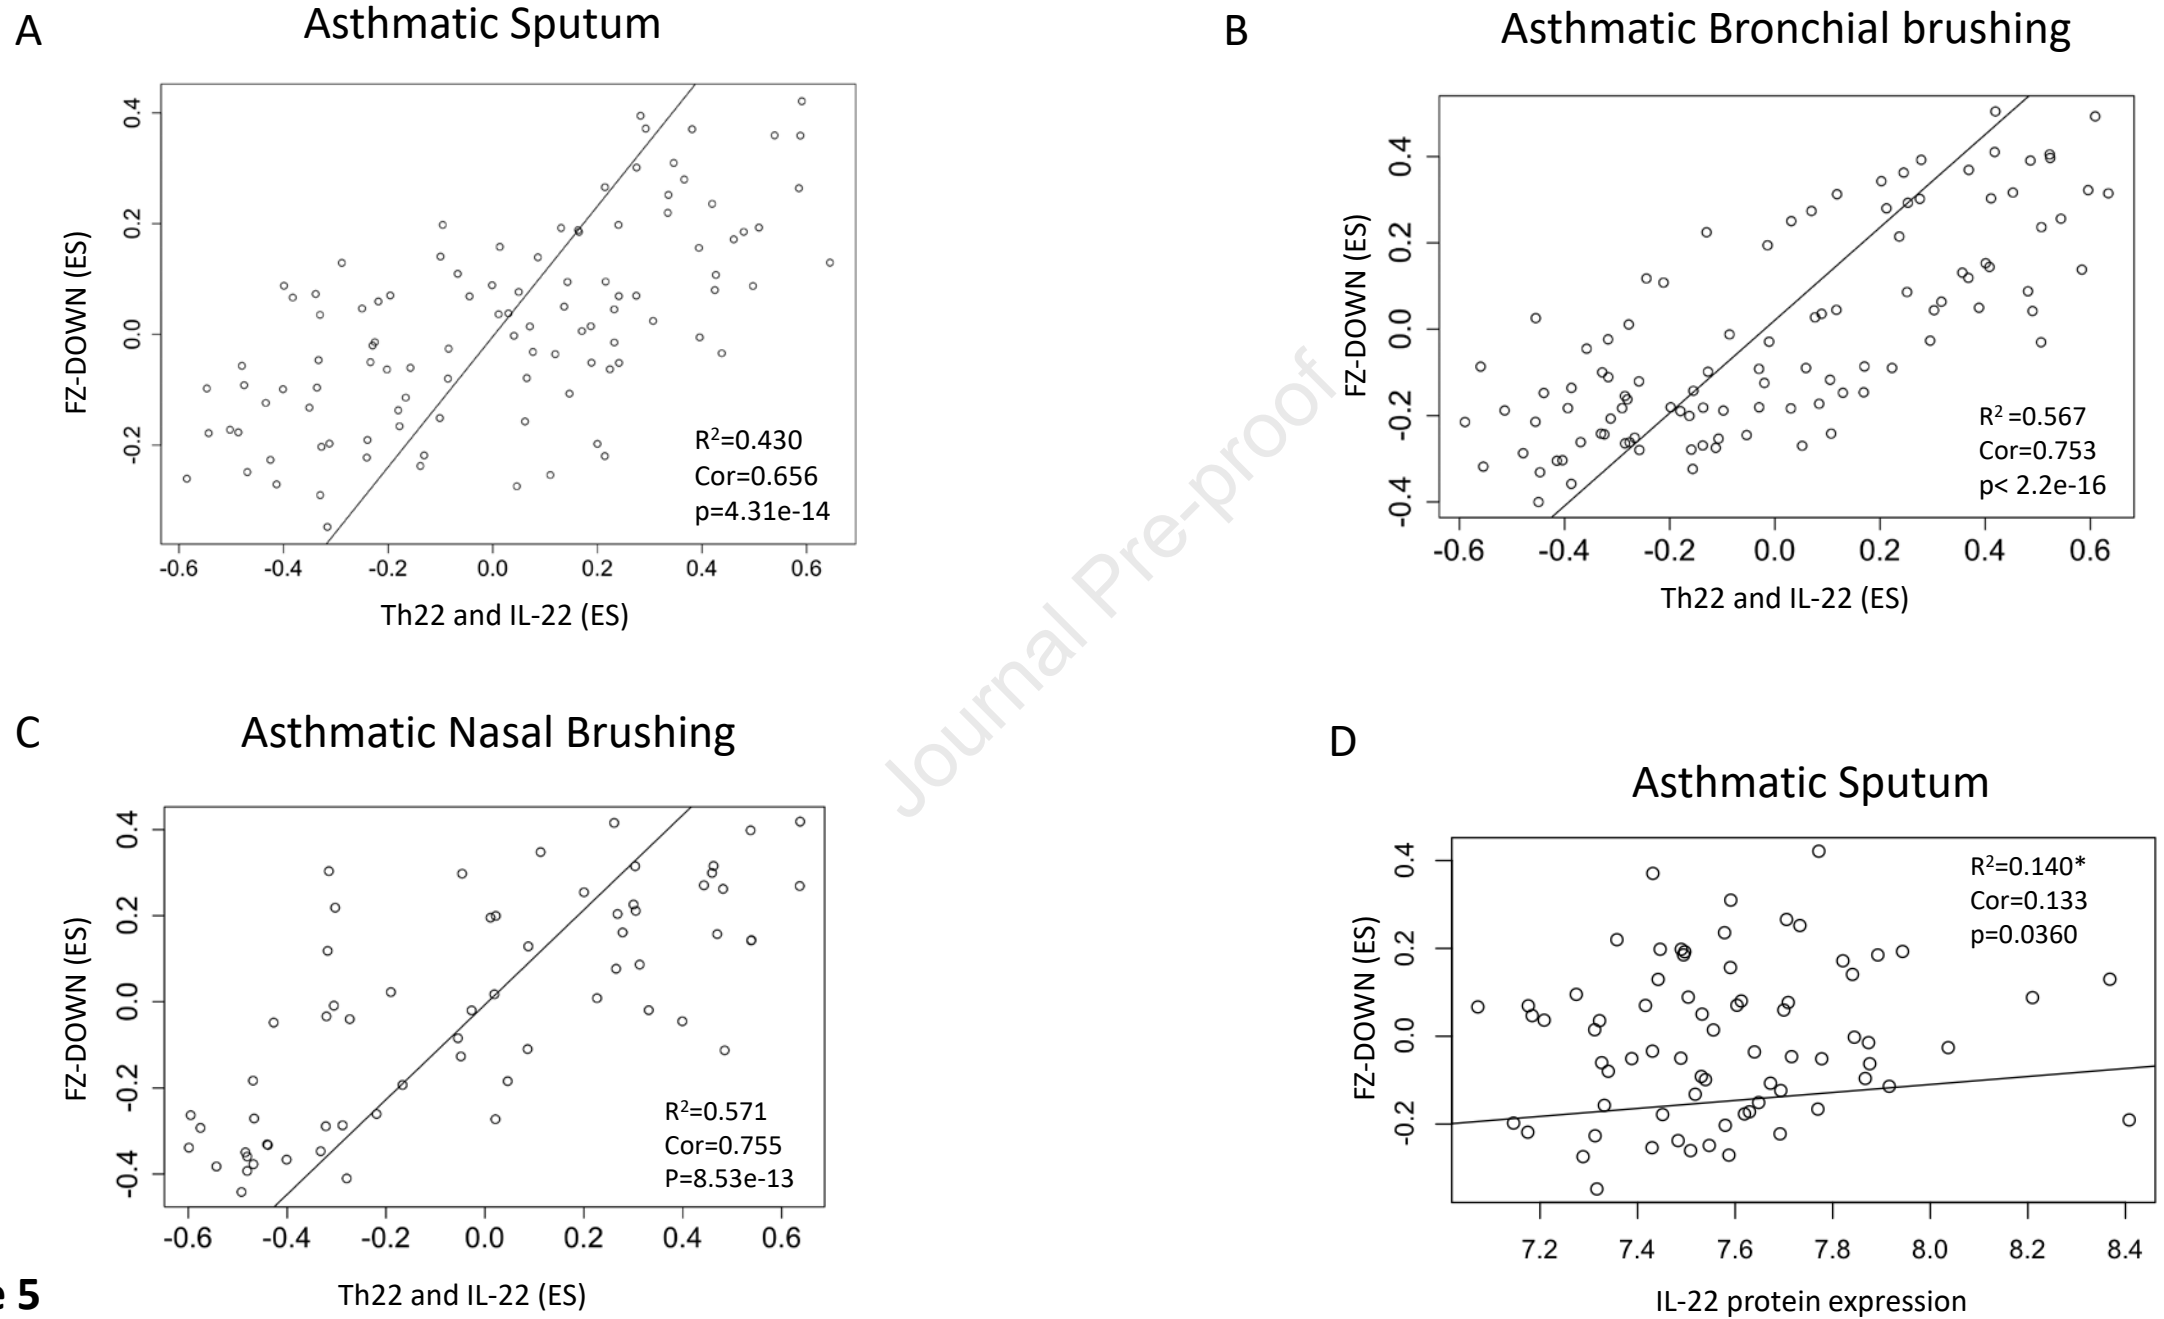 A
Asthmatic Sputum
FZ-DOWN (ES)
0.4
0.2
0.0
-0.2
R²=0.430
Cor=0.656
p=4.31e-14
-0.6 -0.4 -0.2 0.0 0.2 0.4 0.6
Th22 and IL-22 (ES)
B
Asthmatic Bronchial brushing
FZ-DOWN (ES)
0.4
0.2
0.0
-0.2
-0.4
R²=0.567
Cor=0.753
p< 2.2e-16
-0.6 -0.4 -0.2 0.0 0.2 0.4 0.6
Th22 and IL-22 (ES)
Journal Pre-proof
C
Asthmatic Nasal Brushing
FZ-DOWN (ES)
0.4
0.2
0.0
-0.2
-0.4
R²=0.571
Cor=0.755
P=8.53e-13
-0.6 -0.4 -0.2 0.0 0.2 0.4 0.6
Th22 and IL-22 (ES)
D
Asthmatic Sputum
FZ-DOWN (ES)
0.4
0.2
0.0
-0.2
R²=0.140*
Cor=0.133
p=0.0360
7.2 7.4 7.6 7.8 8.0 8.2 8.4
IL-22 protein expression
e 5